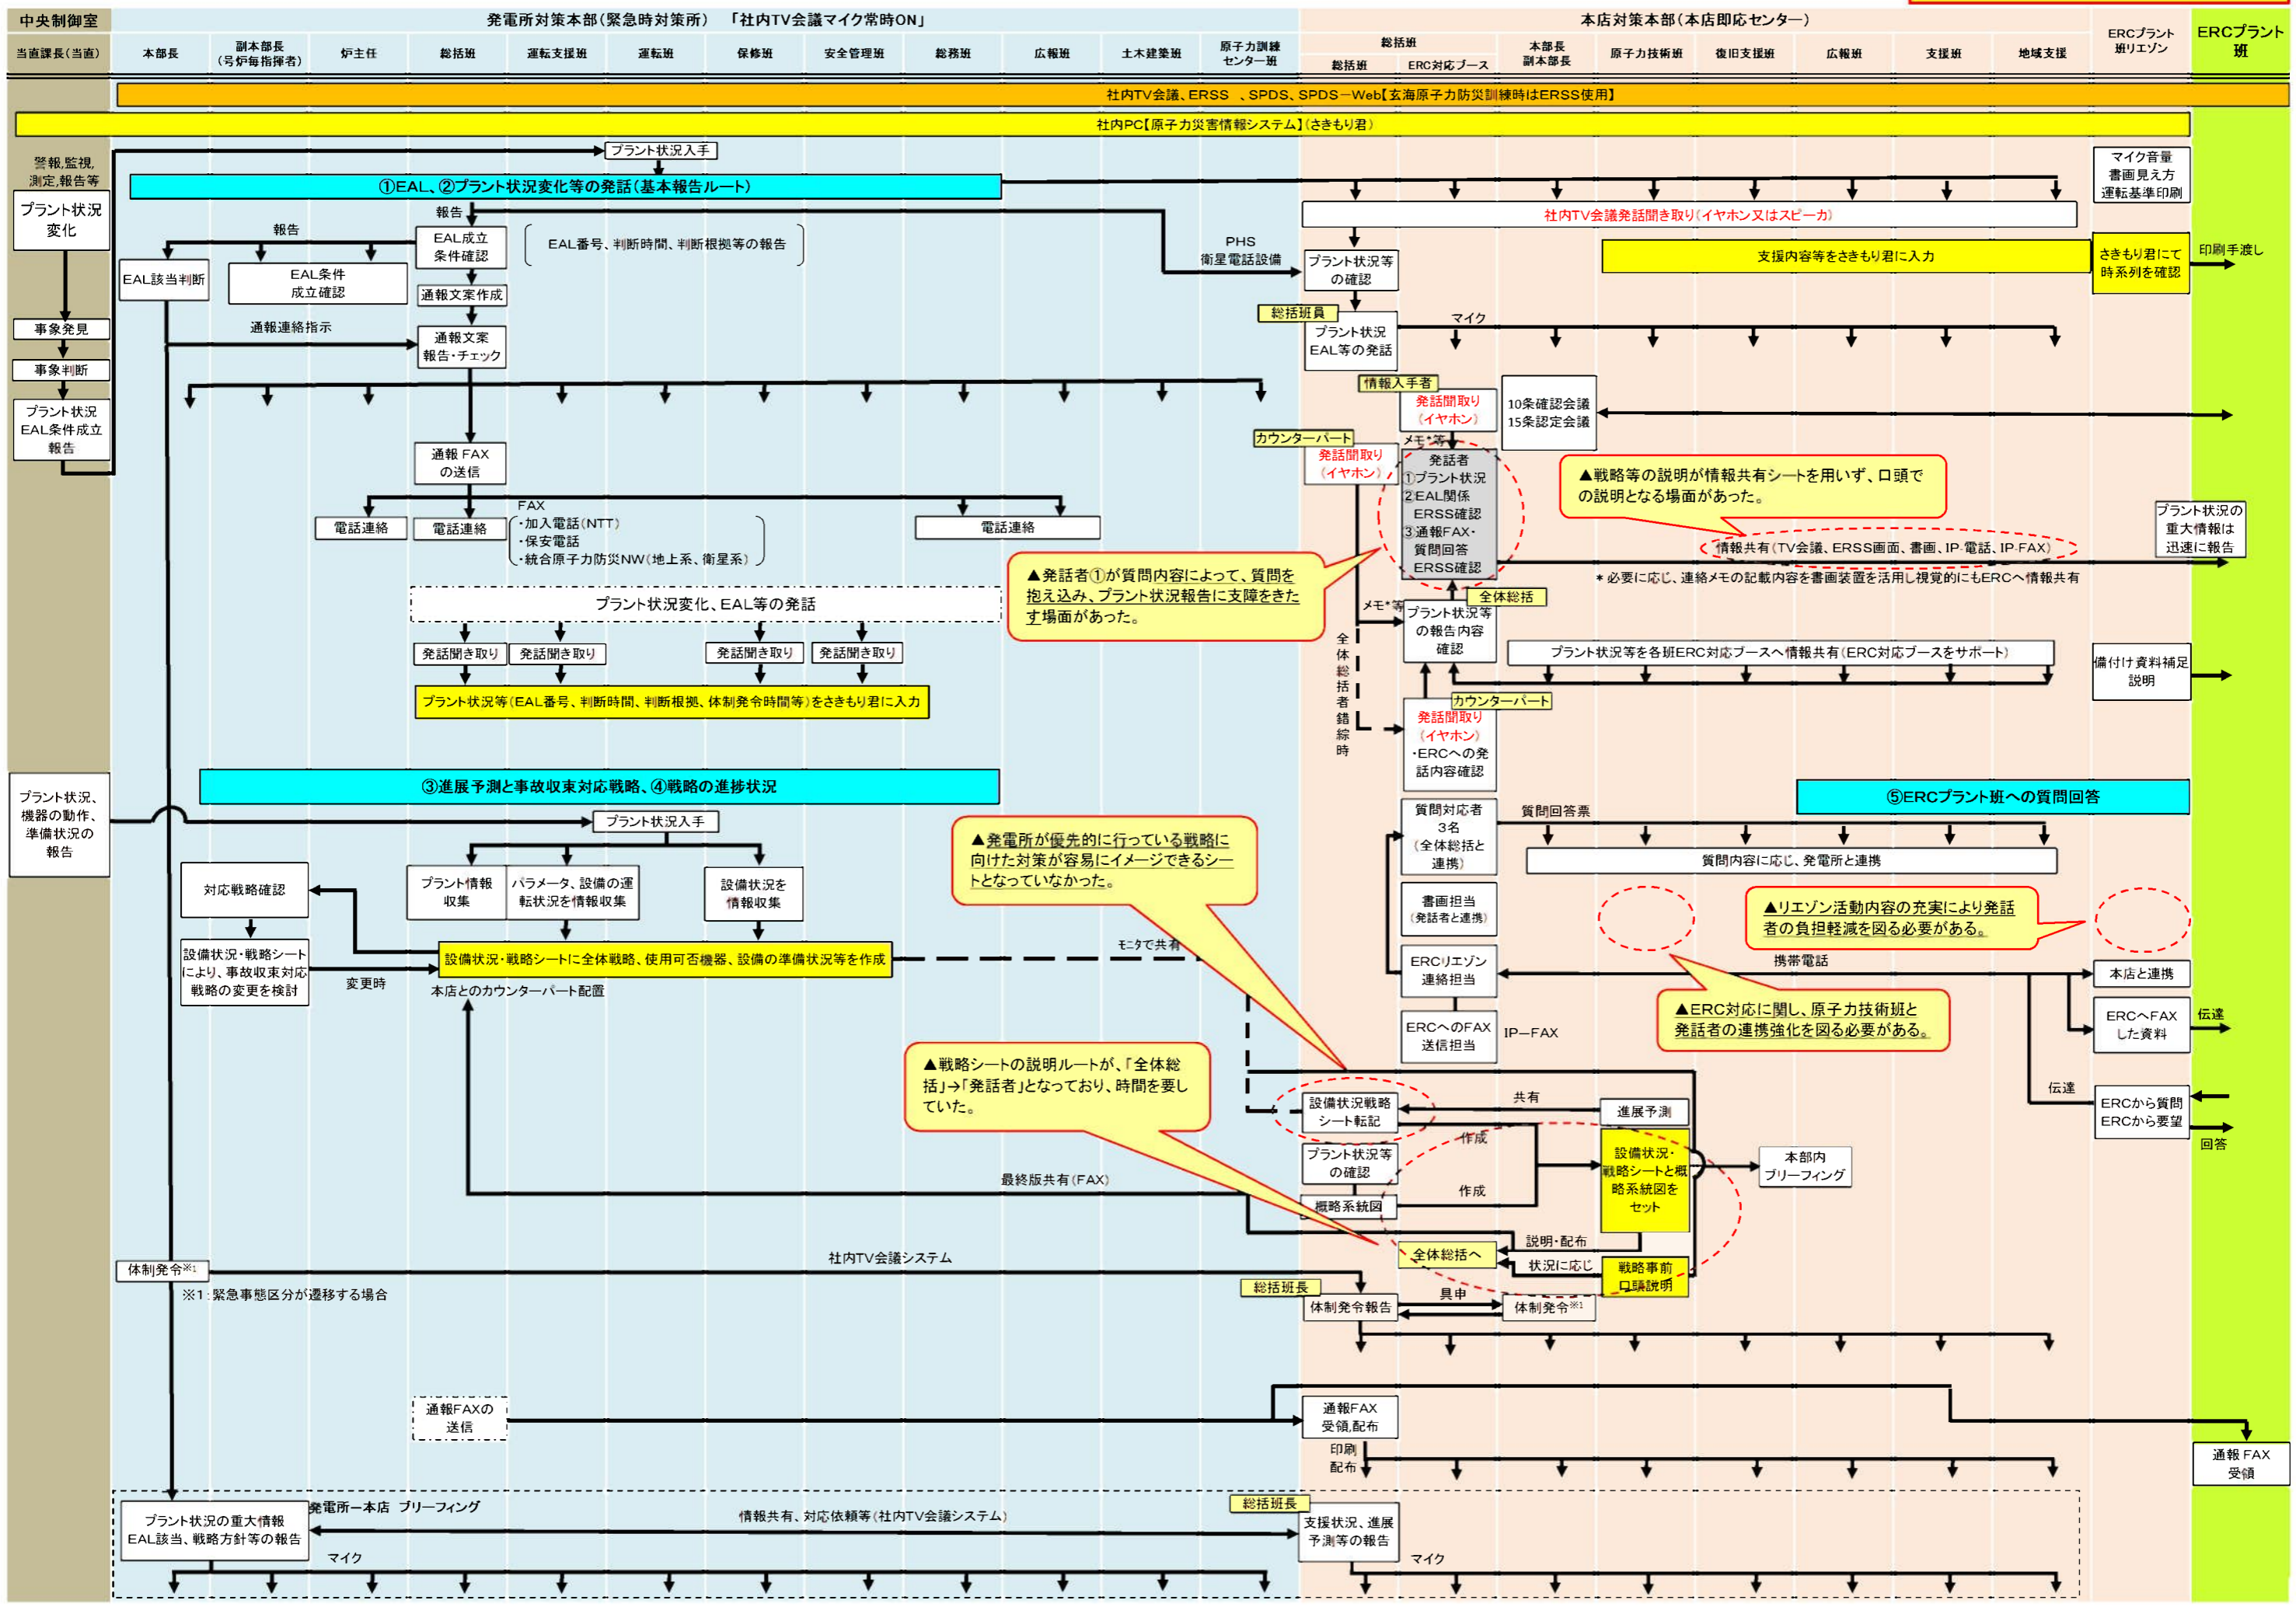 中央制御室
発電所対策本部(緊急時対策所) 「社内TV会議マイク常時ON」
本店対策本部(本店即応センター)
ERCプラント
班リエゾン
ERCプラント
班
当直課長(当直)
本部長
副本部長
(号炉毎指揮者)
炉主任
総括班
運転支援班
運転班
保修班
安全管理班
総務班
広報班
土木建築班
原子力訓練
センター班
総括班
総括班
ERC対応ブース
本部長
副本部長
原子力技術班
復旧支援班
広報班
支援班
地域支援
社内TV会議、ERSS 、SPDS、SPDS-Web【玄海原子力防災訓練時はERSS使用】
社内PC【原子力災害情報システム】(さきもり君)
警報,監視,
測定,報告等
プラント状況
変化
事象発見
事象判断
プラント状況
EAL条件成立
報告
プラント状況入手
①EAL、②プラント状況変化等の発話(基本報告ルート)
報告
報告
EAL成立
条件確認
EAL番号、判断時間、判断根拠等の報告
EAL該当判断
EAL条件
成立確認
通報文案作成
通報連絡指示
通報文案
報告・チェック
PHS
衛星電話設備
マイク音量
書画見え方
運転基準印刷
社内TV会議発話聞き取り(イヤホン又はスピーカ)
プラント状況等
の確認
支援内容等をさきもり君に入力
さきもり君にて
時系列を確認
印刷手渡し
総括班員
プラント状況
EAL等の発話
マイク
情報入手者
発話聞取り
(イヤホン)
10条確認会議
15条認定会議
カウンターパート
発話聞取り
(イヤホン)
メモ*等
発話者
①プラント状況
②EAL関係
ERSS確認
③通報FAX・
質問回答
ERSS確認
▲戦略等の説明が情報共有シートを用いず、口頭で
の説明となる場面があった。
プラント状況の
重大情報は
迅速に報告
情報共有(TV会議、ERSS画面、書画、IP-電話、IP-FAX)
*必要に応じ、連絡メモの記載内容を書画装置を活用し視覚的にもERCへ情報共有
通報 FAX
の送信
電話連絡
電話連絡
FAX
・加入電話(NTT)
・保安電話
・統合原子力防災NW(地上系、衛星系)
電話連絡
▲発話者①が質問内容によって、質問を
抱え込み、プラント状況報告に支障をきた
す場面があった。
プラント状況変化、EAL等の発話
発話聞き取り
発話聞き取り
発話聞き取り
発話聞き取り
プラント状況等(EAL番号、判断時間、判断根拠、体制発令時間等)をさきもり君に入力
メモ*等
全体総括
プラント状況等
の報告内容
確認
全体総括者錯綜時
プラント状況等を各班ERC対応ブースへ情報共有(ERC対応ブースをサポート)
備付け資料補足
説明
カウンターパート
発話聞取り
(イヤホン)
・ERCへの発
話内容確認
プラント状況、
機器の動作、
準備状況の
報告
③進展予測と事故収束対応戦略、④戦略の進捗状況
⑤ERCプラント班への質問回答
プラント状況入手
対応戦略確認
プラント情報
収集
パラメータ、設備の運
転状況を情報収集
設備状況を
情報収集
設備状況・戦略シート
により、事故収束対応
戦略の変更を検討
変更時
設備状況・戦略シートに全体戦略、使用可否機器、設備の準備状況等を作成
モニタで共有
本店とのカウンターパート配置
▲発電所が優先的に行っている戦略に
向けた対策が容易にイメージできるシー
トとなっていなかった。
質問対応者
3名
(全体総括と
連携)
質問回答票
質問内容に応じ、発電所と連携
書画担当
(発話者と連携)
▲リエゾン活動内容の充実により発話
者の負担軽減を図る必要がある。
ERCリエゾン
連絡担当
携帯電話
本店と連携
▲ERC対応に関し、原子力技術班と
発話者の連携強化を図る必要がある。
ERCへのFAX
送信担当
IP-FAX
ERCへFAX
した資料
伝達
▲戦略シートの説明ルートが、「全体総
括」→「発話者」となっており、時間を要し
ていた。
設備状況戦略
シート転記
共有
進展予測
伝達
ERCから質問
ERCから要望
回答
作成
プラント状況等
の確認
設備状況・
戦略シートと概
略系統図を
セット
本部内
ブリーフィング
最終版共有(FAX)
概略系統図
作成
全体総括へ
説明・配布
状況に応じ
戦略事前
口頭説明
体制発令※1
社内TV会議システム
※1:緊急事態区分が遷移する場合
総括班長
体制発令報告
具申
体制発令※1
通報FAXの
送信
通報FAX
受領,配布
印刷
配布
通報 FAX
受領
発電所ー本店 ブリーフィング
プラント状況の重大情報
EAL該当、戦略方針等の報告
情報共有、対応依頼等(社内TV会議システム)
総括班長
支援状況、進展
予測等の報告
マイク
マイク